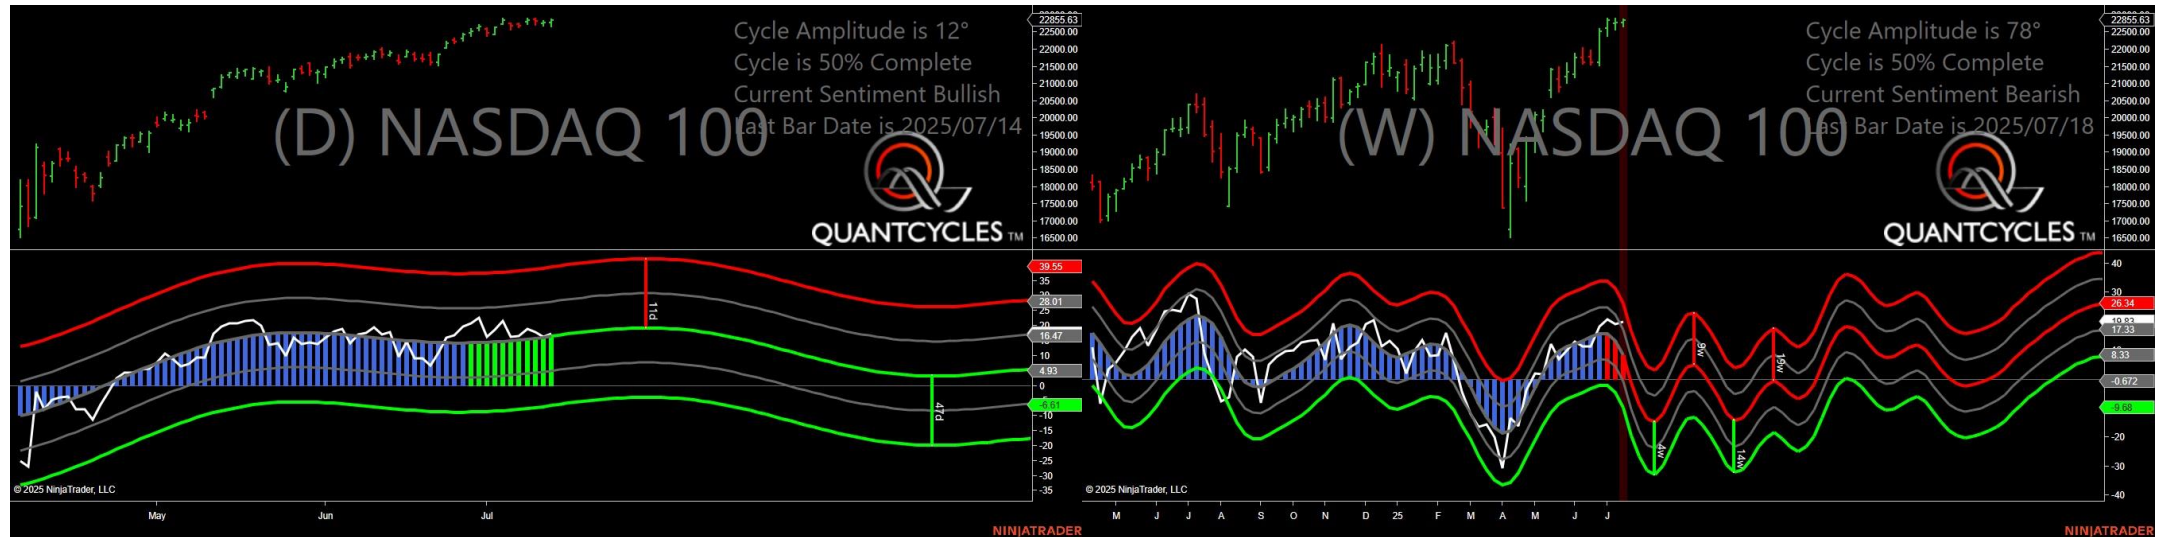 Cycle Amplitude is 12°
Cycle is 50% Complete
Current Sentiment Bullish
Last Bar Date is 2025/07/14
(D) NASDAQ 100
QUANTCYCLES TM
22855.63
22500.00
22000.00
21500.00
21000.00
20500.00
20000.00
19500.00
19000.00
18500.00
18000.00
17500.00
17000.00
16500.00
39.55
35
28.01
25
20
16.47
10
4.93
0
-6.61
-10
-15
-20
-25
-30
-35
11d
47d
© 2025 NinjaTrader, LLC
May
Jun
Jul
NINJATRADER
Cycle Amplitude is 78°
Cycle is 50% Complete
Current Sentiment Bearish
Last Bar Date is 2025/07/18
(W) NASDAQ 100
QUANTCYCLES TM
22855.63
22500.00
22000.00
21500.00
21000.00
20500.00
20000.00
19500.00
19000.00
18500.00
18000.00
17500.00
17000.00
16500.00
40
30
26.34
17.33
8.33
-0.672
-9.68
-20
-30
-40
4w
9w
14w
19w
© 2025 NinjaTrader, LLC
M J J A S O N D 25 F M A M J J
NINJATRADER